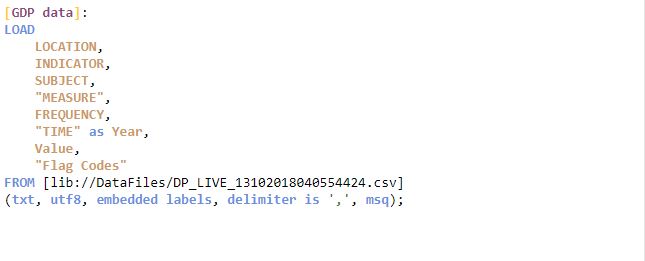 [GDP data]:
LOAD
LOCATION,
INDICATOR,
SUBJECT,
"MEASURE",
FREQUENCY,
"TIME" as Year,
Value,
"Flag Codes"
FROM [lib://DataFiles/DP_LIVE_13102018040554424.csv]
(txt, utf8, embedded labels, delimiter is ',', msq);